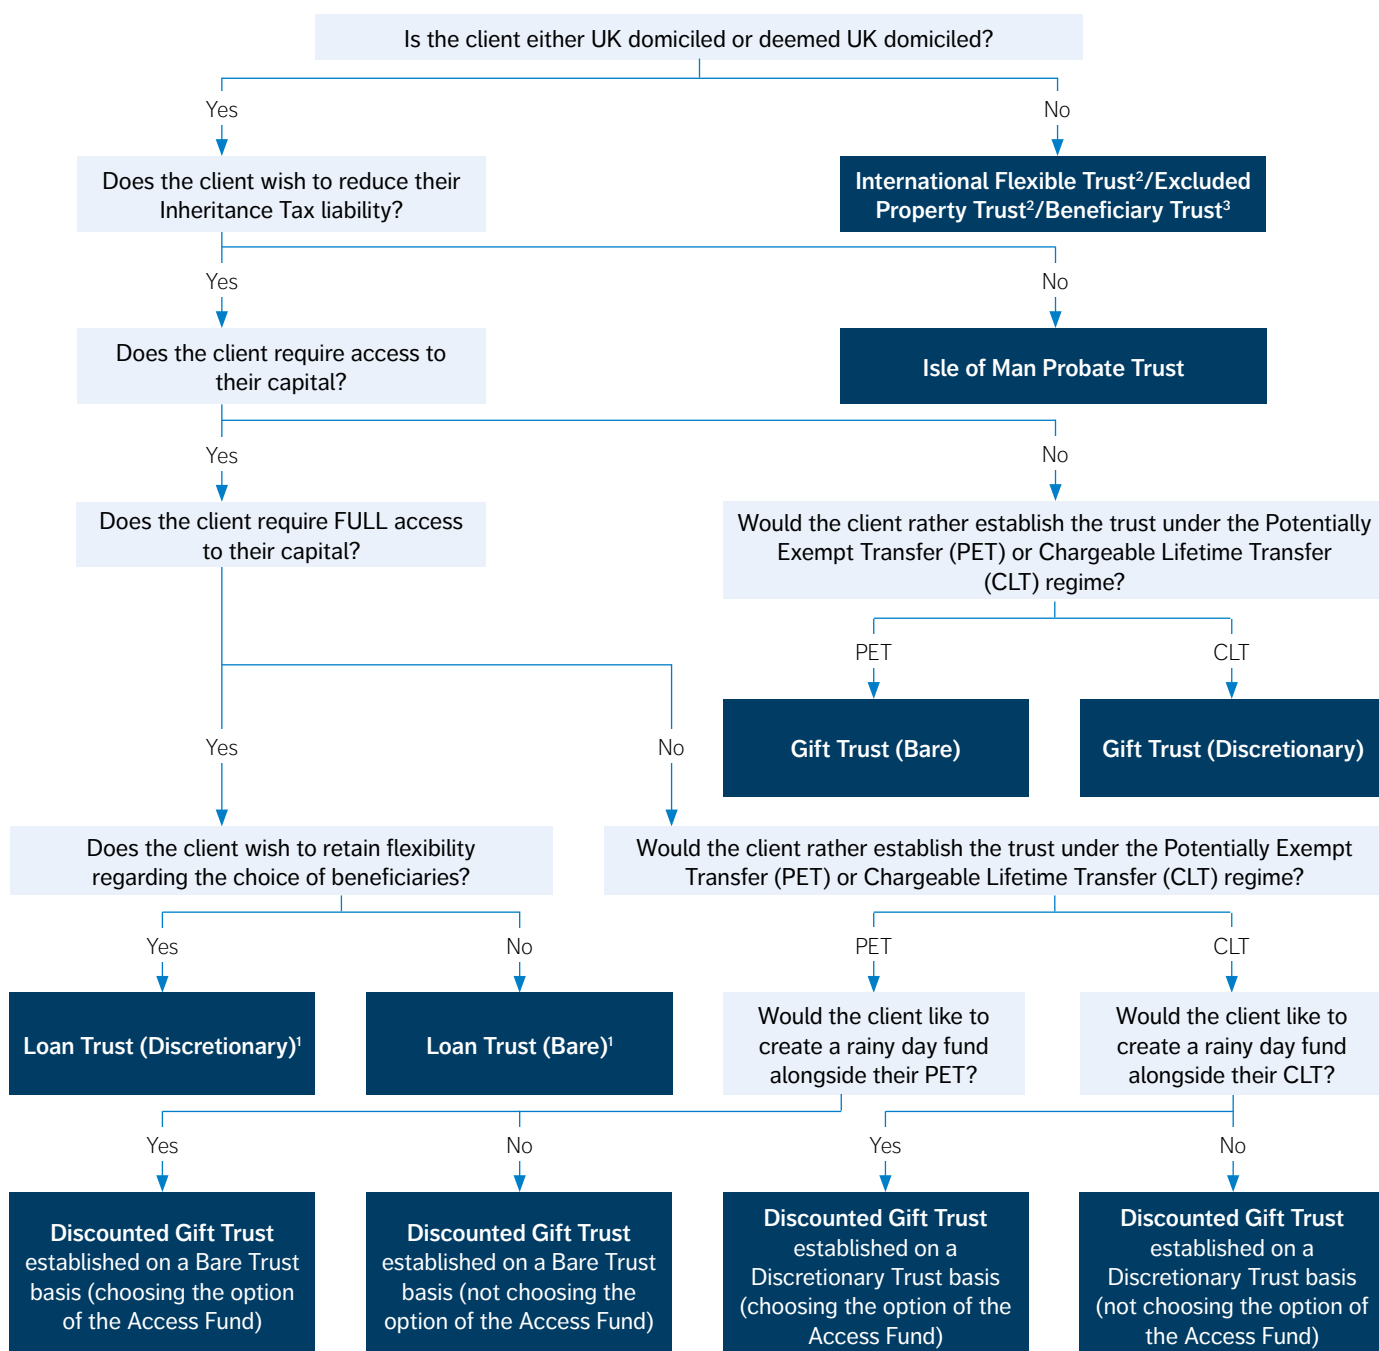 Is the client either UK domiciled or deemed UK domiciled?
Yes
No
Does the client wish to reduce their
Inheritance Tax liability?
International Flexible Trust²/Excluded
Property Trust²/Beneficiary Trust³
Yes
No
Does the client require access to
their capital?
Isle of Man Probate Trust
Yes
No
Does the client require FULL access
to their capital?
Would the client rather establish the trust under the Potentially
Exempt Transfer (PET) or Chargeable Lifetime Transfer
(CLT) regime?
PET
CLT
Gift Trust (Bare)
Gift Trust (Discretionary)
Yes
No
Does the client wish to retain flexibility
regarding the choice of beneficiaries?
Would the client rather establish the trust under the Potentially Exempt
Transfer (PET) or Chargeable Lifetime Transfer (CLT) regime?
Yes
No
PET
CLT
Loan Trust (Discretionary)¹
Loan Trust (Bare)¹
Would the client like to
create a rainy day fund
alongside their PET?
Would the client like to
create a rainy day fund
alongside their CLT?
Yes
No
Yes
No
Discounted Gift Trust
established on a Bare Trust
basis (choosing the option
of the Access Fund)
Discounted Gift Trust
established on a Bare Trust
basis (not choosing the
option of the Access Fund)
Discounted Gift Trust
established on a
Discretionary Trust basis
(choosing the option of the
Access Fund)
Discounted Gift Trust
established on a
Discretionary Trust basis
(not choosing the option of
the Access Fund)